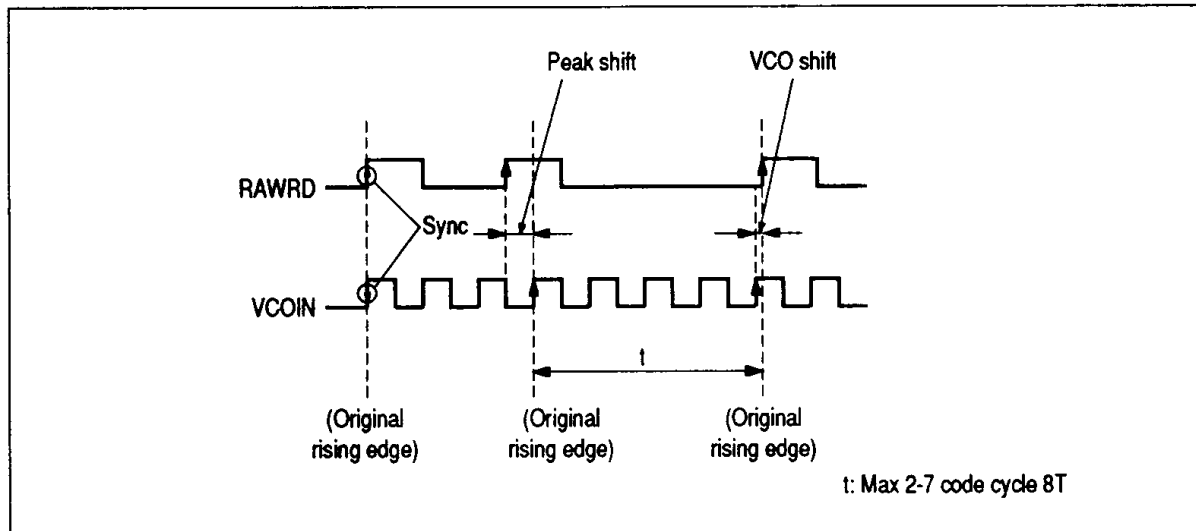 Peak shift
VCO shift
RAWRD
Sync
VCOIN
t
(Original
rising edge)
(Original
rising edge)
(Original
rising edge)
t: Max 2-7 code cycle 8T